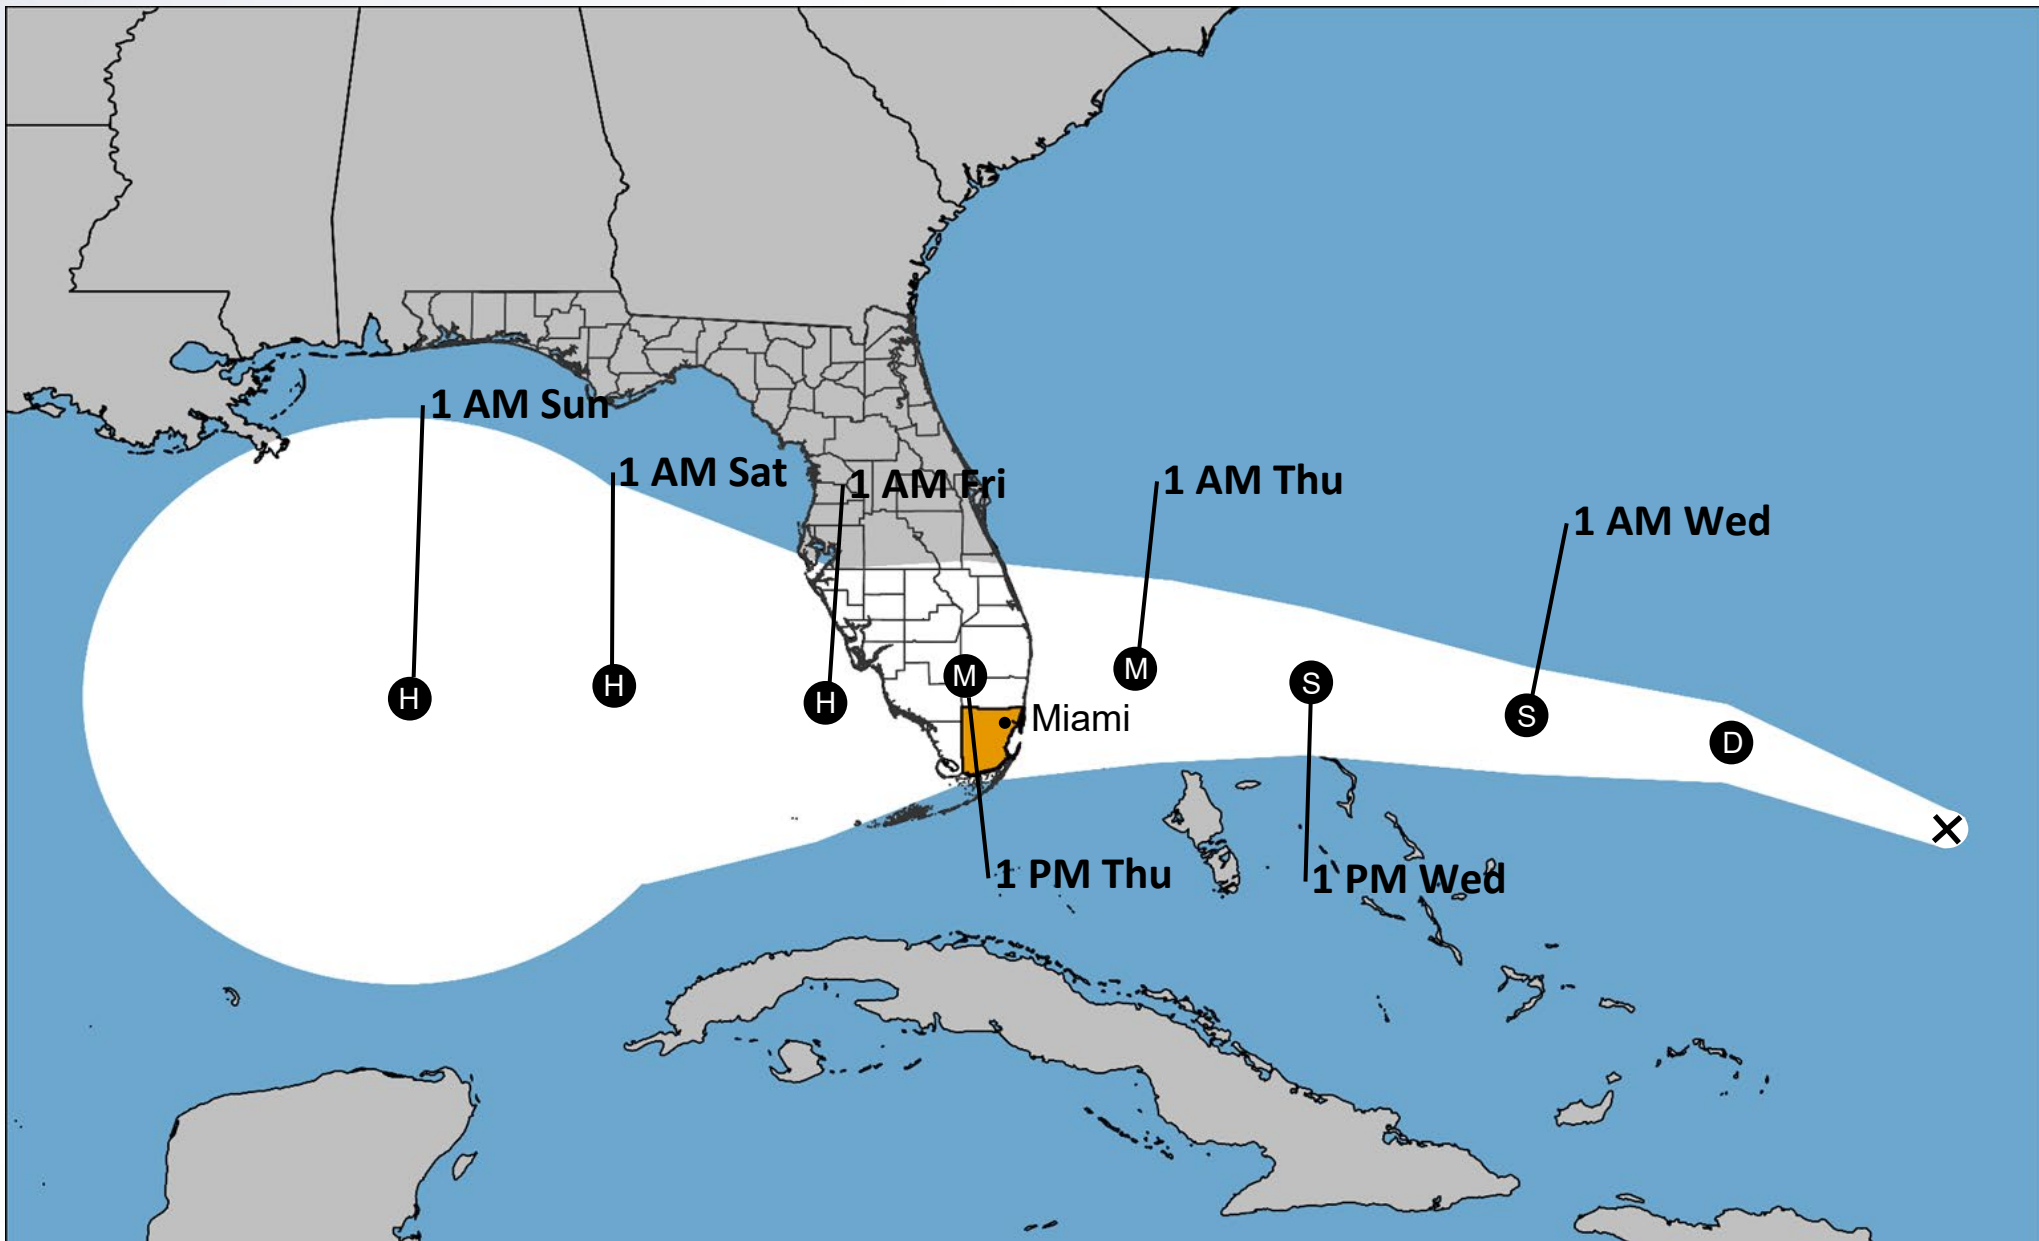 1 AM Sun
1 AM Sat
1 AM Fri
1 AM Thu
1 AM Wed
H
H
H
M
M
S
S
D
Miami
1 PM Thu
1 PM Wed